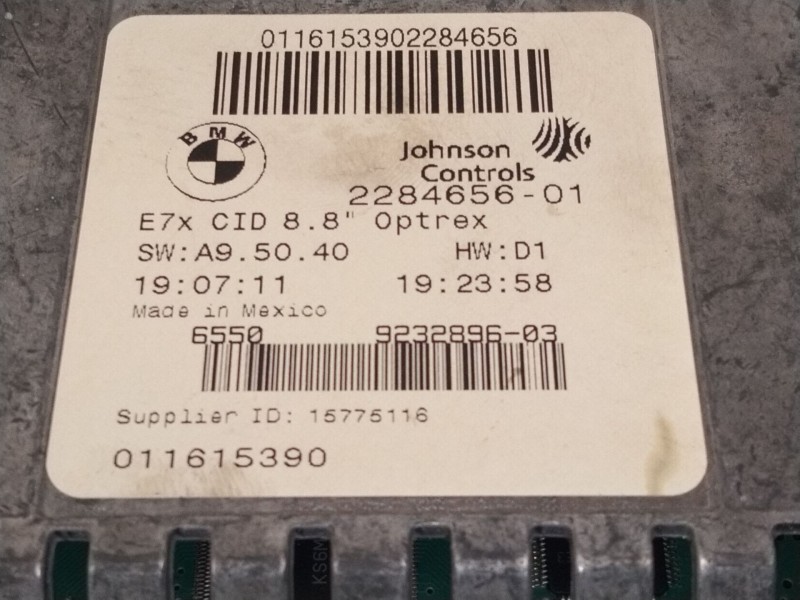 0116153902284656
BMW
Johnson
Controls
2284656-01
E7x CID 8.8" Optrex
SW:A9.50.40 HW:D1
19:07:11 19:23:58
Made in Mexico
6550 9232896-03
Supplier ID: 15775116
011615390
KS6M